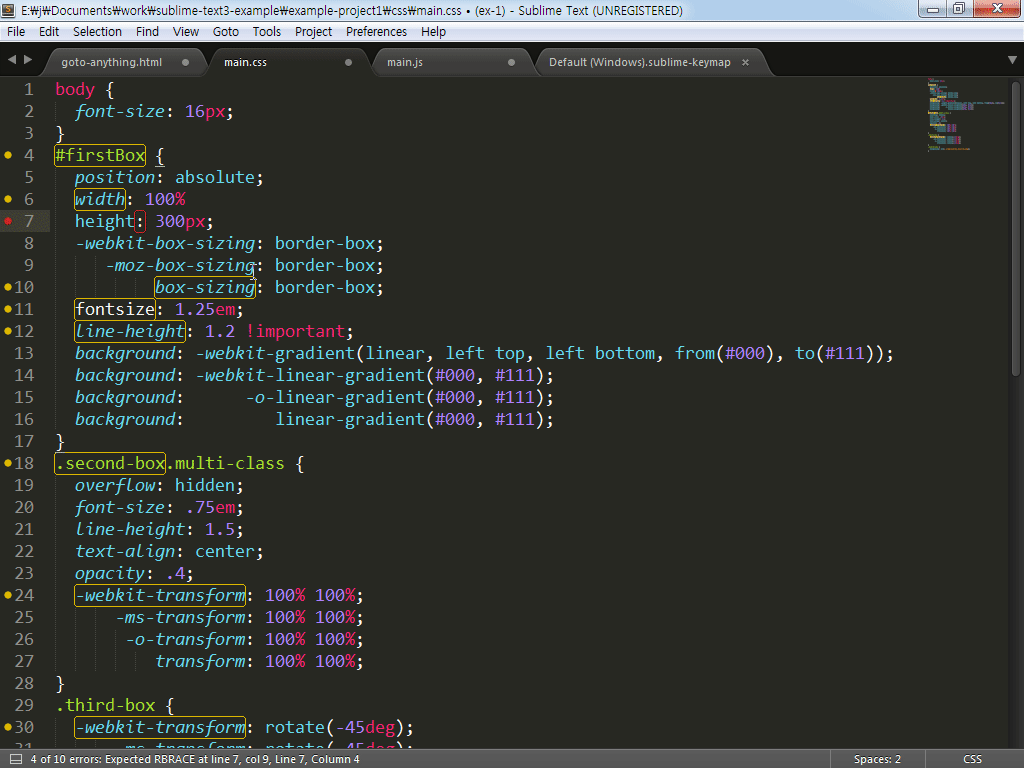 E:₩j₩Documents₩work₩sublime-text3-example₩example-project1₩css₩main.css • (ex-1) - Sublime Text (UNREGISTERED)
File Edit Selection Find View Goto Tools Project Preferences Help
goto-anything.html main.css main.js Default (Windows).sublime-keymap
1 body {
2 font-size: 16px;
3 }
4 #firstBox {
5 position: absolute;
6 width: 100%
7 height: 300px;
8 -webkit-box-sizing: border-box;
9 -moz-box-sizing: border-box;
10 box-sizing: border-box;
11 fontsize: 1.25em;
12 line-height: 1.2 !important;
13 background: -webkit-gradient(linear, left top, left bottom, from(#000), to(#111));
14 background: -webkit-linear-gradient(#000, #111);
15 background: -o-linear-gradient(#000, #111);
16 background: linear-gradient(#000, #111);
17 }
18 .second-box.multi-class {
19 overflow: hidden;
20 font-size: .75em;
21 line-height: 1.5;
22 text-align: center;
23 opacity: .4;
24 -webkit-transform: 100% 100%;
25 -ms-transform: 100% 100%;
26 -o-transform: 100% 100%;
27 transform: 100% 100%;
28 }
29 .third-box {
30 -webkit-transform: rotate(-45deg);
31 -ms-transform: rotate(-45deg);
4 of 10 errors: Expected RBRACE at line 7, col 9, Line 7, Column 4 Spaces: 2 CSS